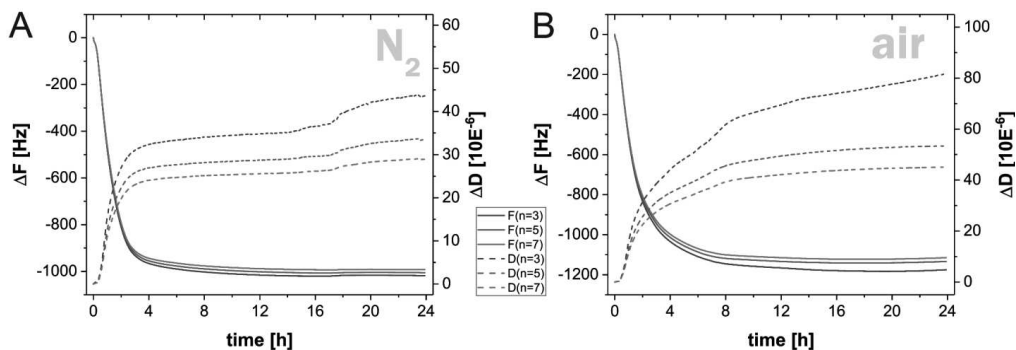 A
N2
0
-200
-400
-600
-800
-1000
ΔF [Hz]
60
50
40
30
20
10
0
ΔD [10E-6]
0 4 8 12 16 20 24
time [h]
F(n=3)
F(n=5)
F(n=7)
D(n=3)
D(n=5)
D(n=7)
B
air
0
-200
-400
-600
-800
-1000
-1200
ΔF [Hz]
100
80
60
40
20
0
ΔD [10E-6]
0 4 8 12 16 20 24
time [h]